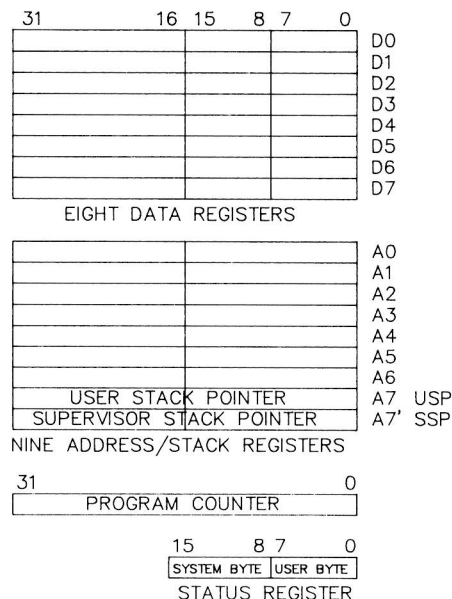 31 16 15 8 7 0
D0
D1
D2
D3
D4
D5
D6
D7
EIGHT DATA REGISTERS
A0
A1
A2
A3
A4
A5
A6
USER STACK POINTER A7 USP
SUPERVISOR STACK POINTER A7' SSP
NINE ADDRESS/STACK REGISTERS
31 0
PROGRAM COUNTER
15 8 7 0
SYSTEM BYTE USER BYTE
STATUS REGISTER